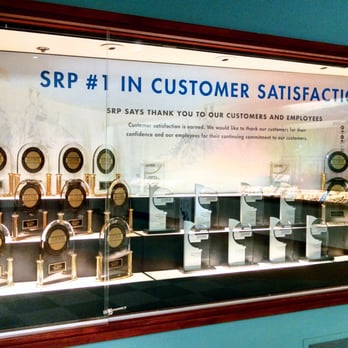 SRP #1 IN CUSTOMER SATISFACTIO
SRP SAYS THANK YOU TO OUR CUSTOMERS AND EMPLOYEES
Customer satisfaction is earned. We would like to thank our customers for their
confidence and our employees for their continuing commitment to our customers.